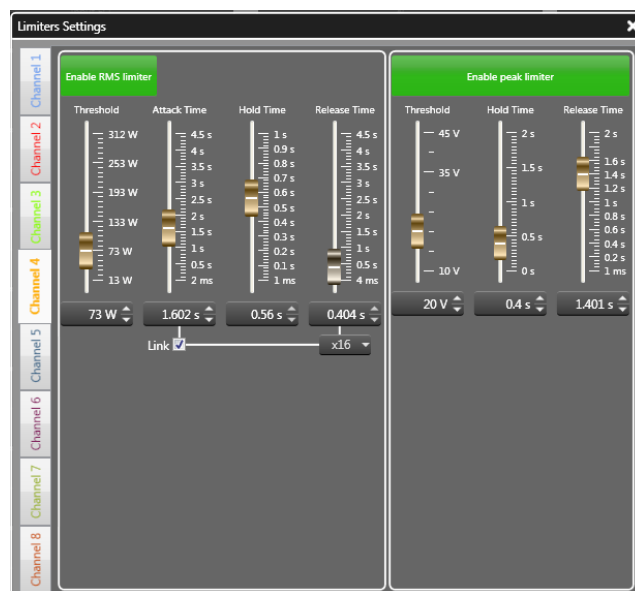 Limiters Settings
Channel 1
Channel 2
Channel 3
Channel 4
Channel 5
Channel 6
Channel 7
Channel 8
Enable RMS limiter
Threshold
312 W
253 W
193 W
133 W
73 W
13 W
73 W
Attack Time
4.5 s
4 s
3.5 s
3 s
2.5 s
2 s
1.5 s
1 s
0.5 s
2 ms
1.602 s
Hold Time
1 s
0.9 s
0.8 s
0.7 s
0.6 s
0.5 s
0.4 s
0.3 s
0.2 s
0.1 s
1 ms
0.56 s
Release Time
4.5 s
4 s
3.5 s
3 s
2.5 s
2 s
1.5 s
1 s
0.5 s
4 ms
0.404 s
Link
x16
Enable peak limiter
Threshold
45 V
35 V
10 V
20 V
Hold Time
2 s
1.5 s
1 s
0.5 s
0 s
0.4 s
Release Time
2 s
1.6 s
1.4 s
1.2 s
1 s
0.8 s
0.6 s
0.4 s
0.2 s
1 ms
1.401 s